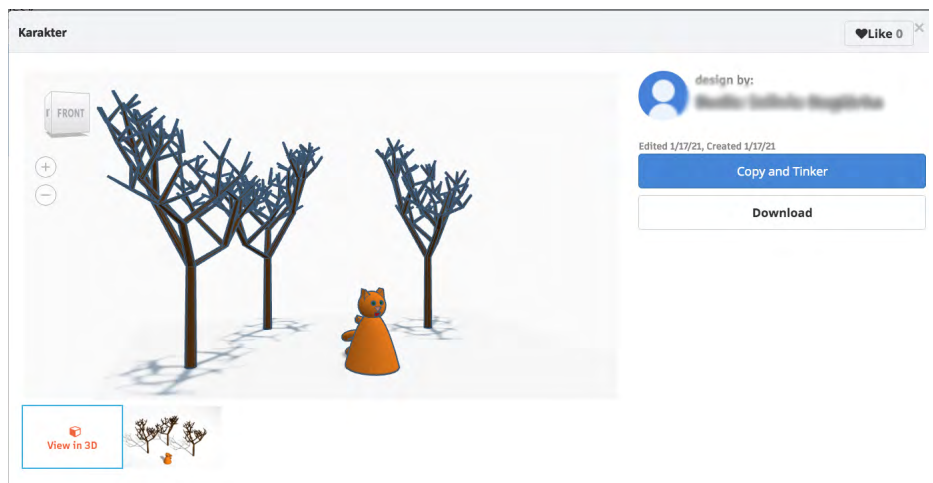 Karakter
Like 0
FRONT
design by:
Edited 1/17/21, Created 1/17/21
Copy and Tinker
Download
View in 3D